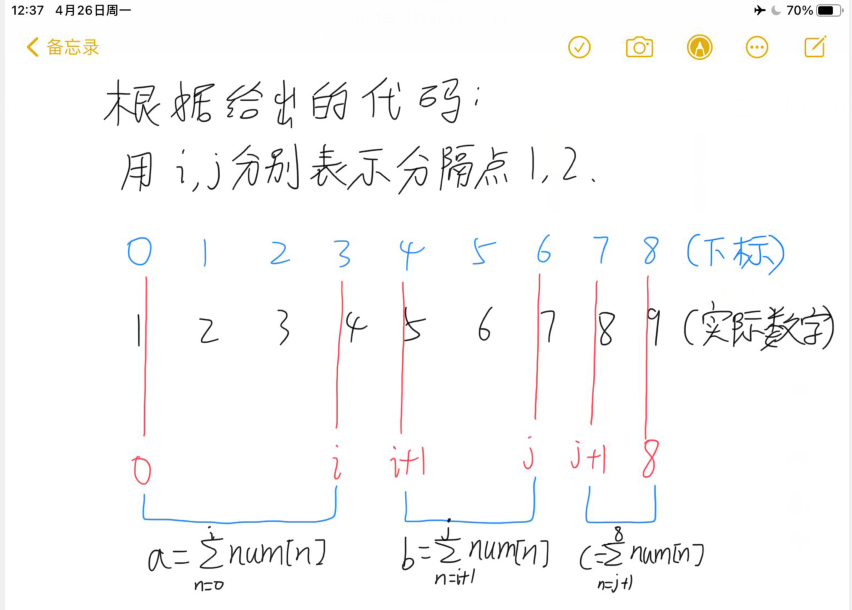 12:37 4月26日周一 70%
备忘录
根据给出的代码:
用i,j分别表示分隔点1,2.
0 1 2 3 4 5 6 7 8 (下标)
1 2 3 4 5 6 7 8 9 (实际数字)
0 i i+1 j j+1 8
a=∑_{n=0}^{i}num[n] b=∑_{n=i+1}^{j}num[n] c=∑_{n=j+1}^{8}num[n]